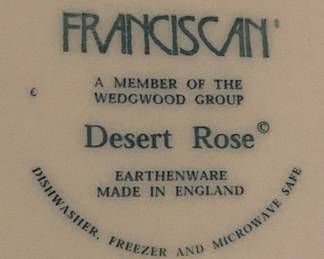 FRANCISCAN®
A MEMBER OF THE
WEDGWOOD GROUP
Desert Rose©
EARTHENWARE
MADE IN ENGLAND
DISHWASHER, FREEZER AND MICROWAVE SAFE